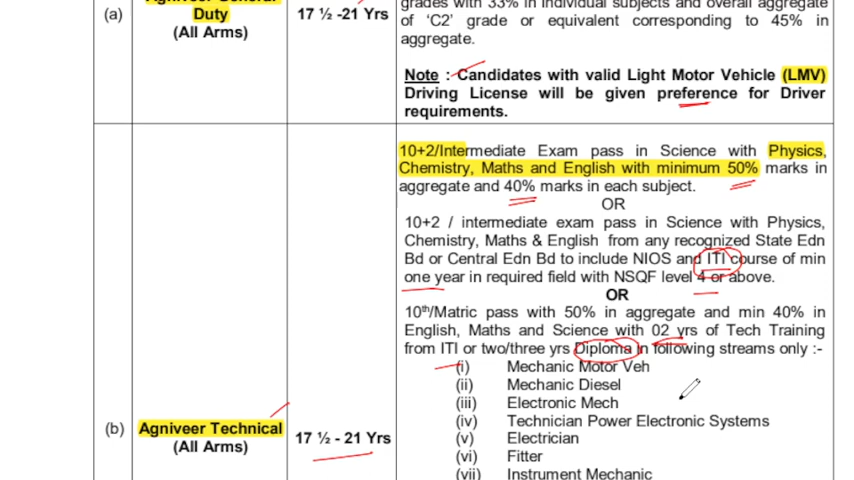 (a)
Agniveer General
Duty
(All Arms)
17 ½ -21 Yrs
grades with 33% in individual subjects and overall aggregate
of ‘C2’ grade or equivalent corresponding to 45% in
aggregate.
Note : Candidates with valid Light Motor Vehicle (LMV)
Driving License will be given preference for Driver
requirements.
(b)
Agniveer Technical
(All Arms)
17 ½ - 21 Yrs
10+2/Intermediate Exam pass in Science with Physics,
Chemistry, Maths and English with minimum 50% marks in
aggregate and 40% marks in each subject.
OR
10+2 / intermediate exam pass in Science with Physics,
Chemistry, Maths & English from any recognized State Edn
Bd or Central Edn Bd to include NIOS and ITI course of min
one year in required field with NSQF level 4 or above.
OR
10th/Matric pass with 50% in aggregate and min 40% in
English, Maths and Science with 02 yrs of Tech Training
from ITI or two/three yrs Diploma in following streams only :-
(i) Mechanic Motor Veh
(ii) Mechanic Diesel
(iii) Electronic Mech
(iv) Technician Power Electronic Systems
(v) Electrician
(vi) Fitter
(vii) Instrument Mechanic